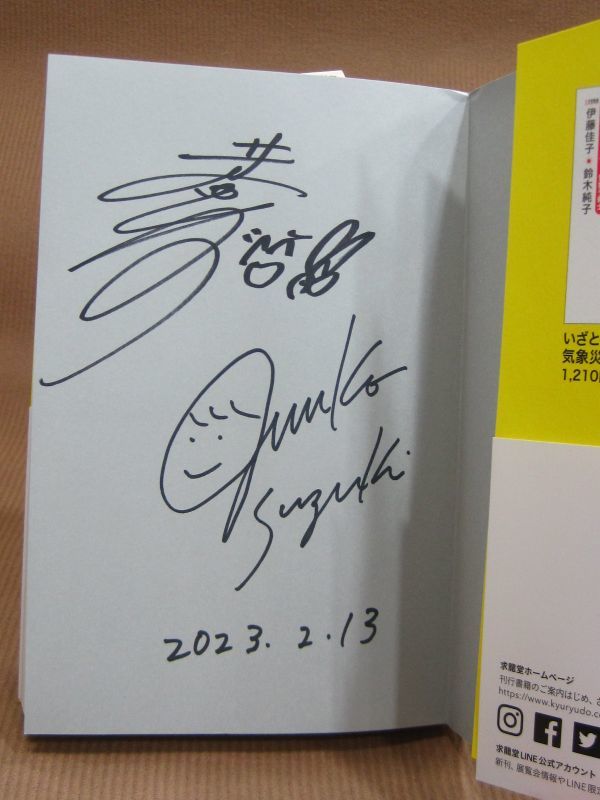 Junko
Suzuki
2023.2.13
伊藤佳子●鈴木純子
いざと
気象災
1,210
求龍堂ホームページ
刊行書籍のご案内はじめ、さ
https://www.kyuryudo.co
求龍堂LINE公式アカウント
新刊、展覧会情報やLINE限定